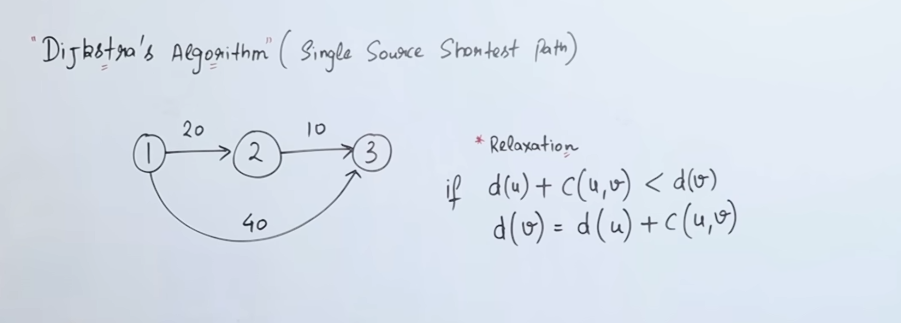 "Dijkstra's Algorithm" (Single Source Shortest Path)
20
10
1
2
3
40
* Relaxation
if d(u) + c(u,v) < d(v)
d(v) = d(u) + c(u,v)